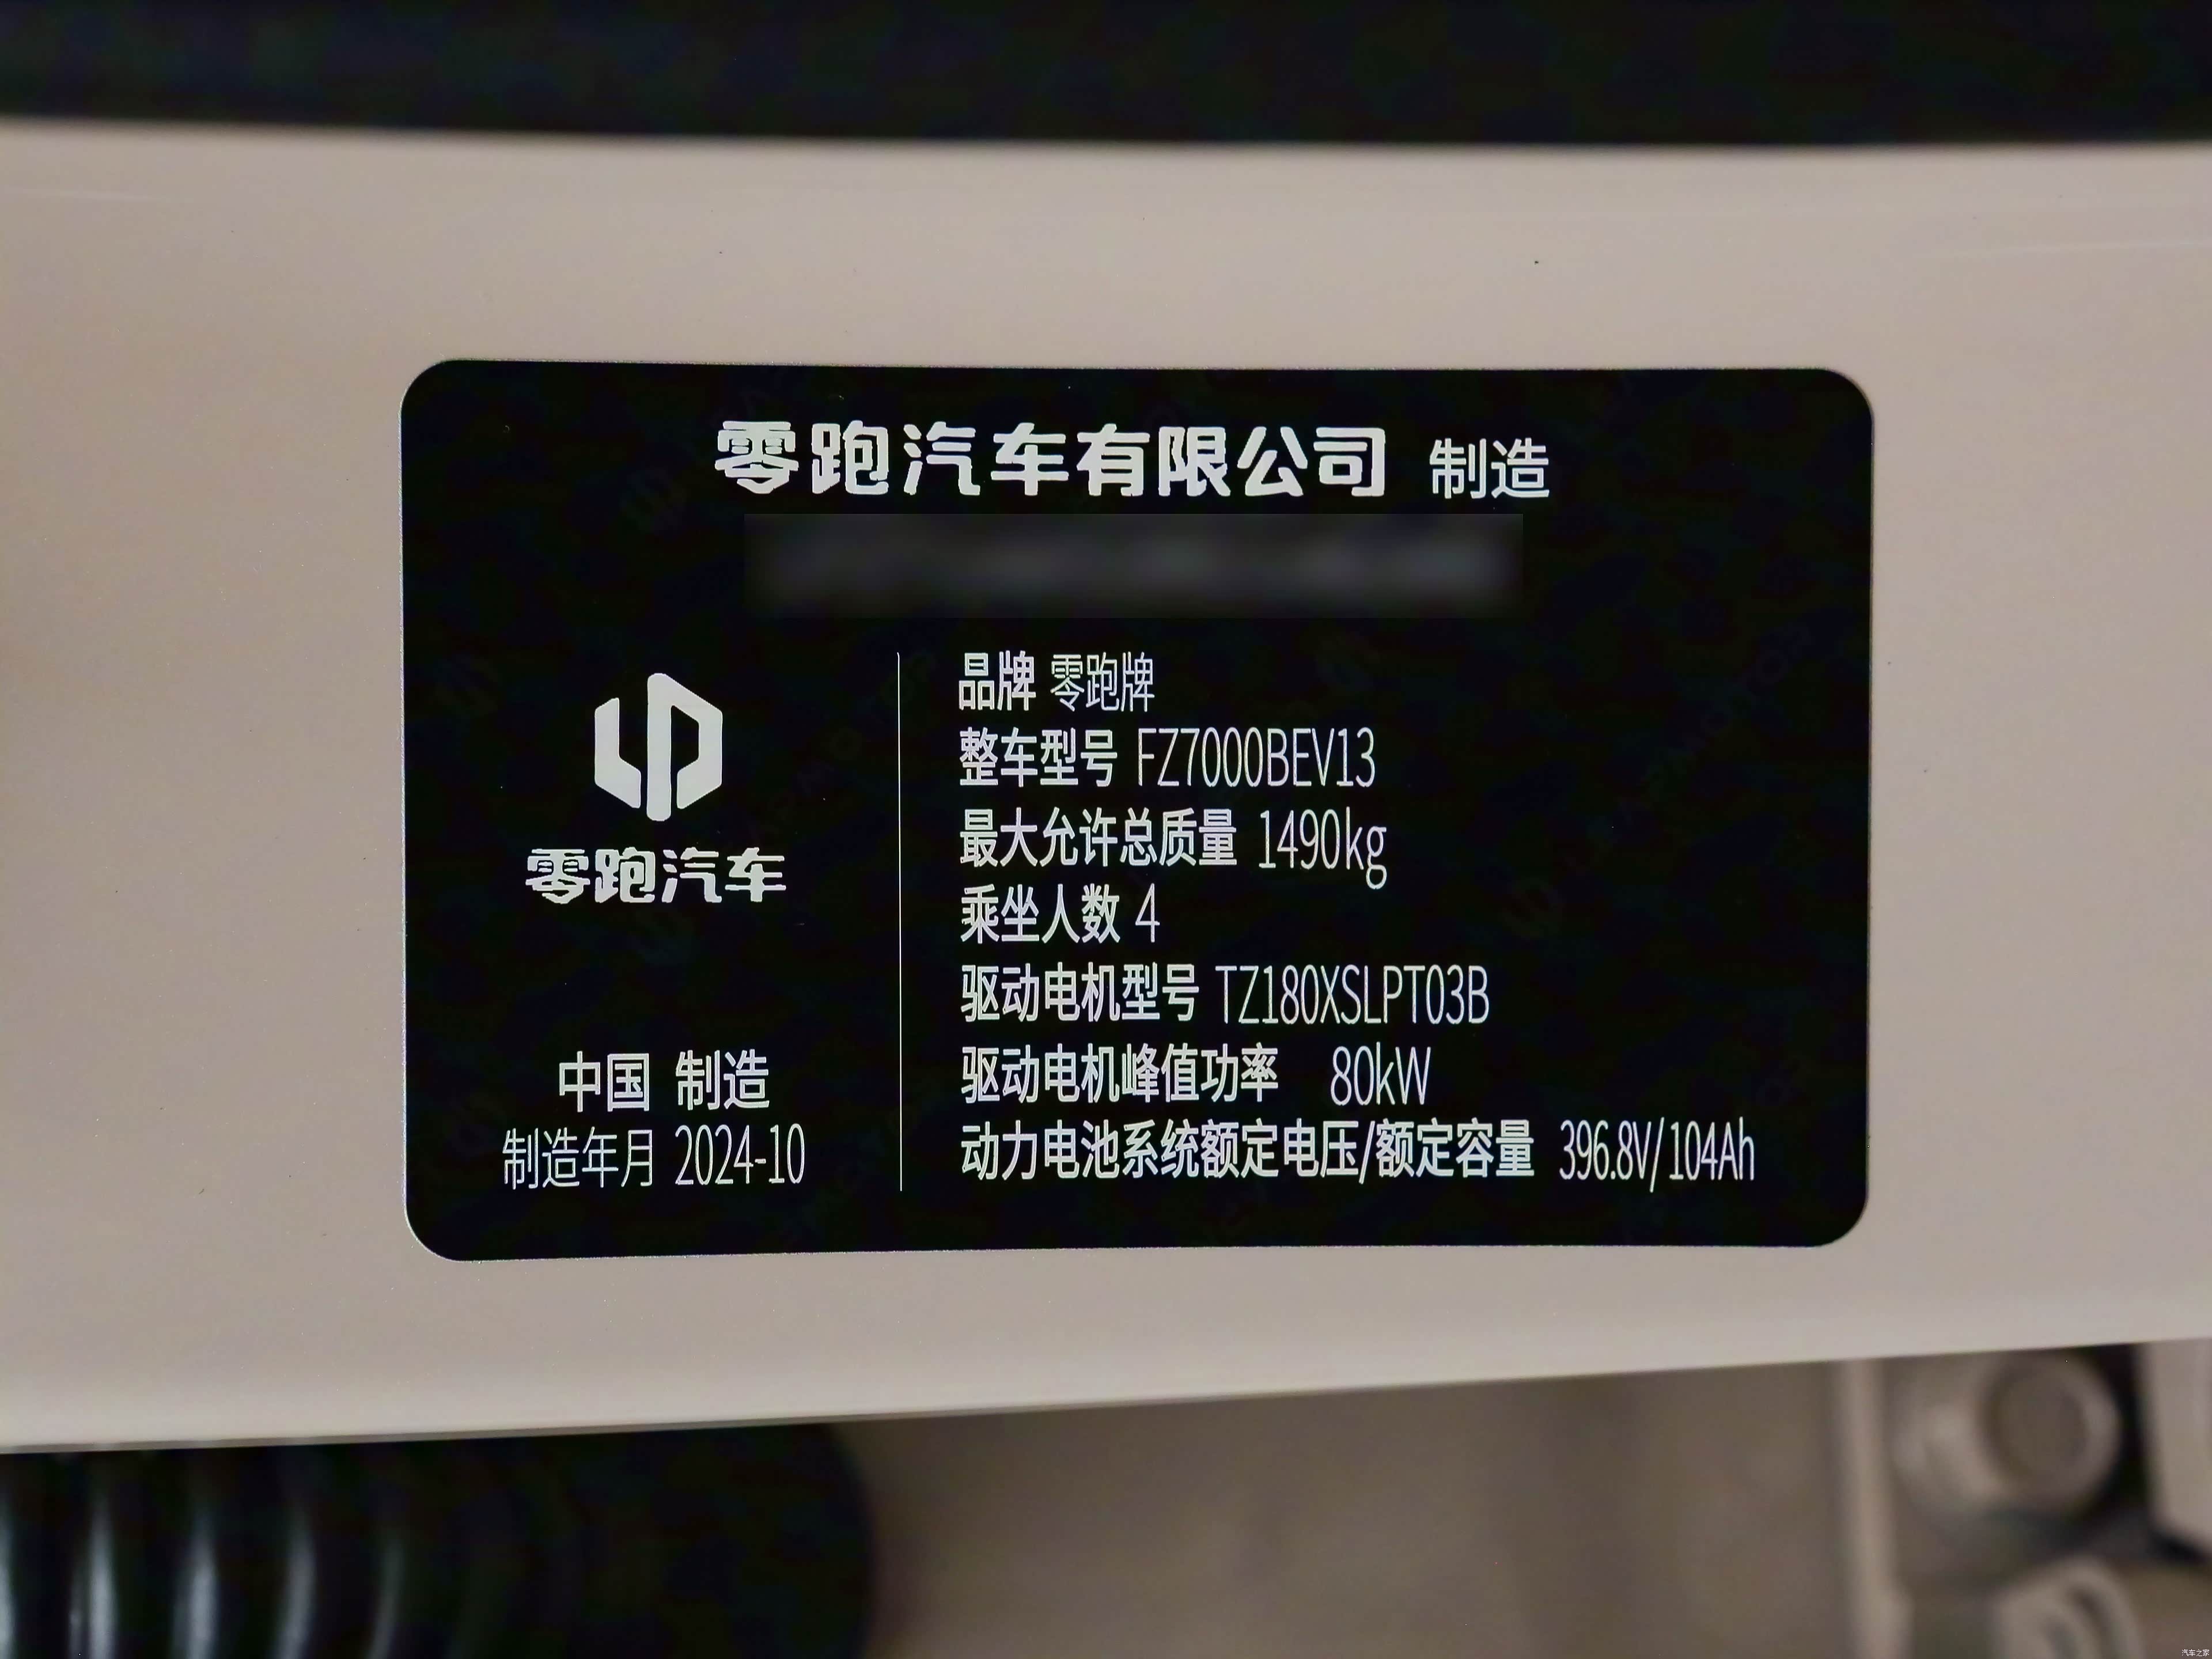 零跑汽车有限公司 制造
品牌 零跑牌
整车型号 FZ7000BEV13
最大允许总质量 1490kg
乘坐人数 4
驱动电机型号 TZ180XSLPT03B
驱动电机峰值功率 80kW
动力电池系统额定电压/额定容量 396.8V/104Ah
零跑汽车
中国 制造
制造年月 2024-10
汽车之家